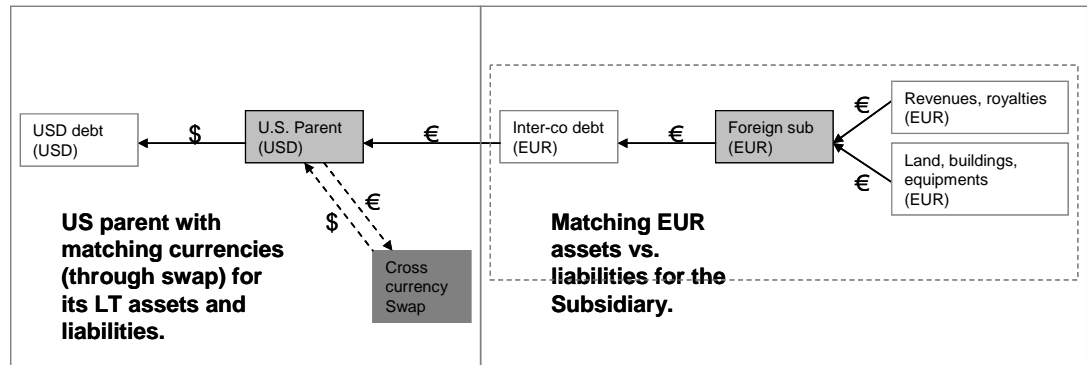 USD debt
(USD)
$
U.S. Parent
(USD)
€
Inter-co debt
(EUR)
€
Foreign sub
(EUR)
€
Revenues, royalties
(EUR)
€
Land, buildings,
equipments
(EUR)
$
€
Cross
currency
Swap
US parent with
matching currencies
(through swap) for
its LT assets and
liabilities.
Matching EUR
assets vs.
liabilities for the
Subsidiary.